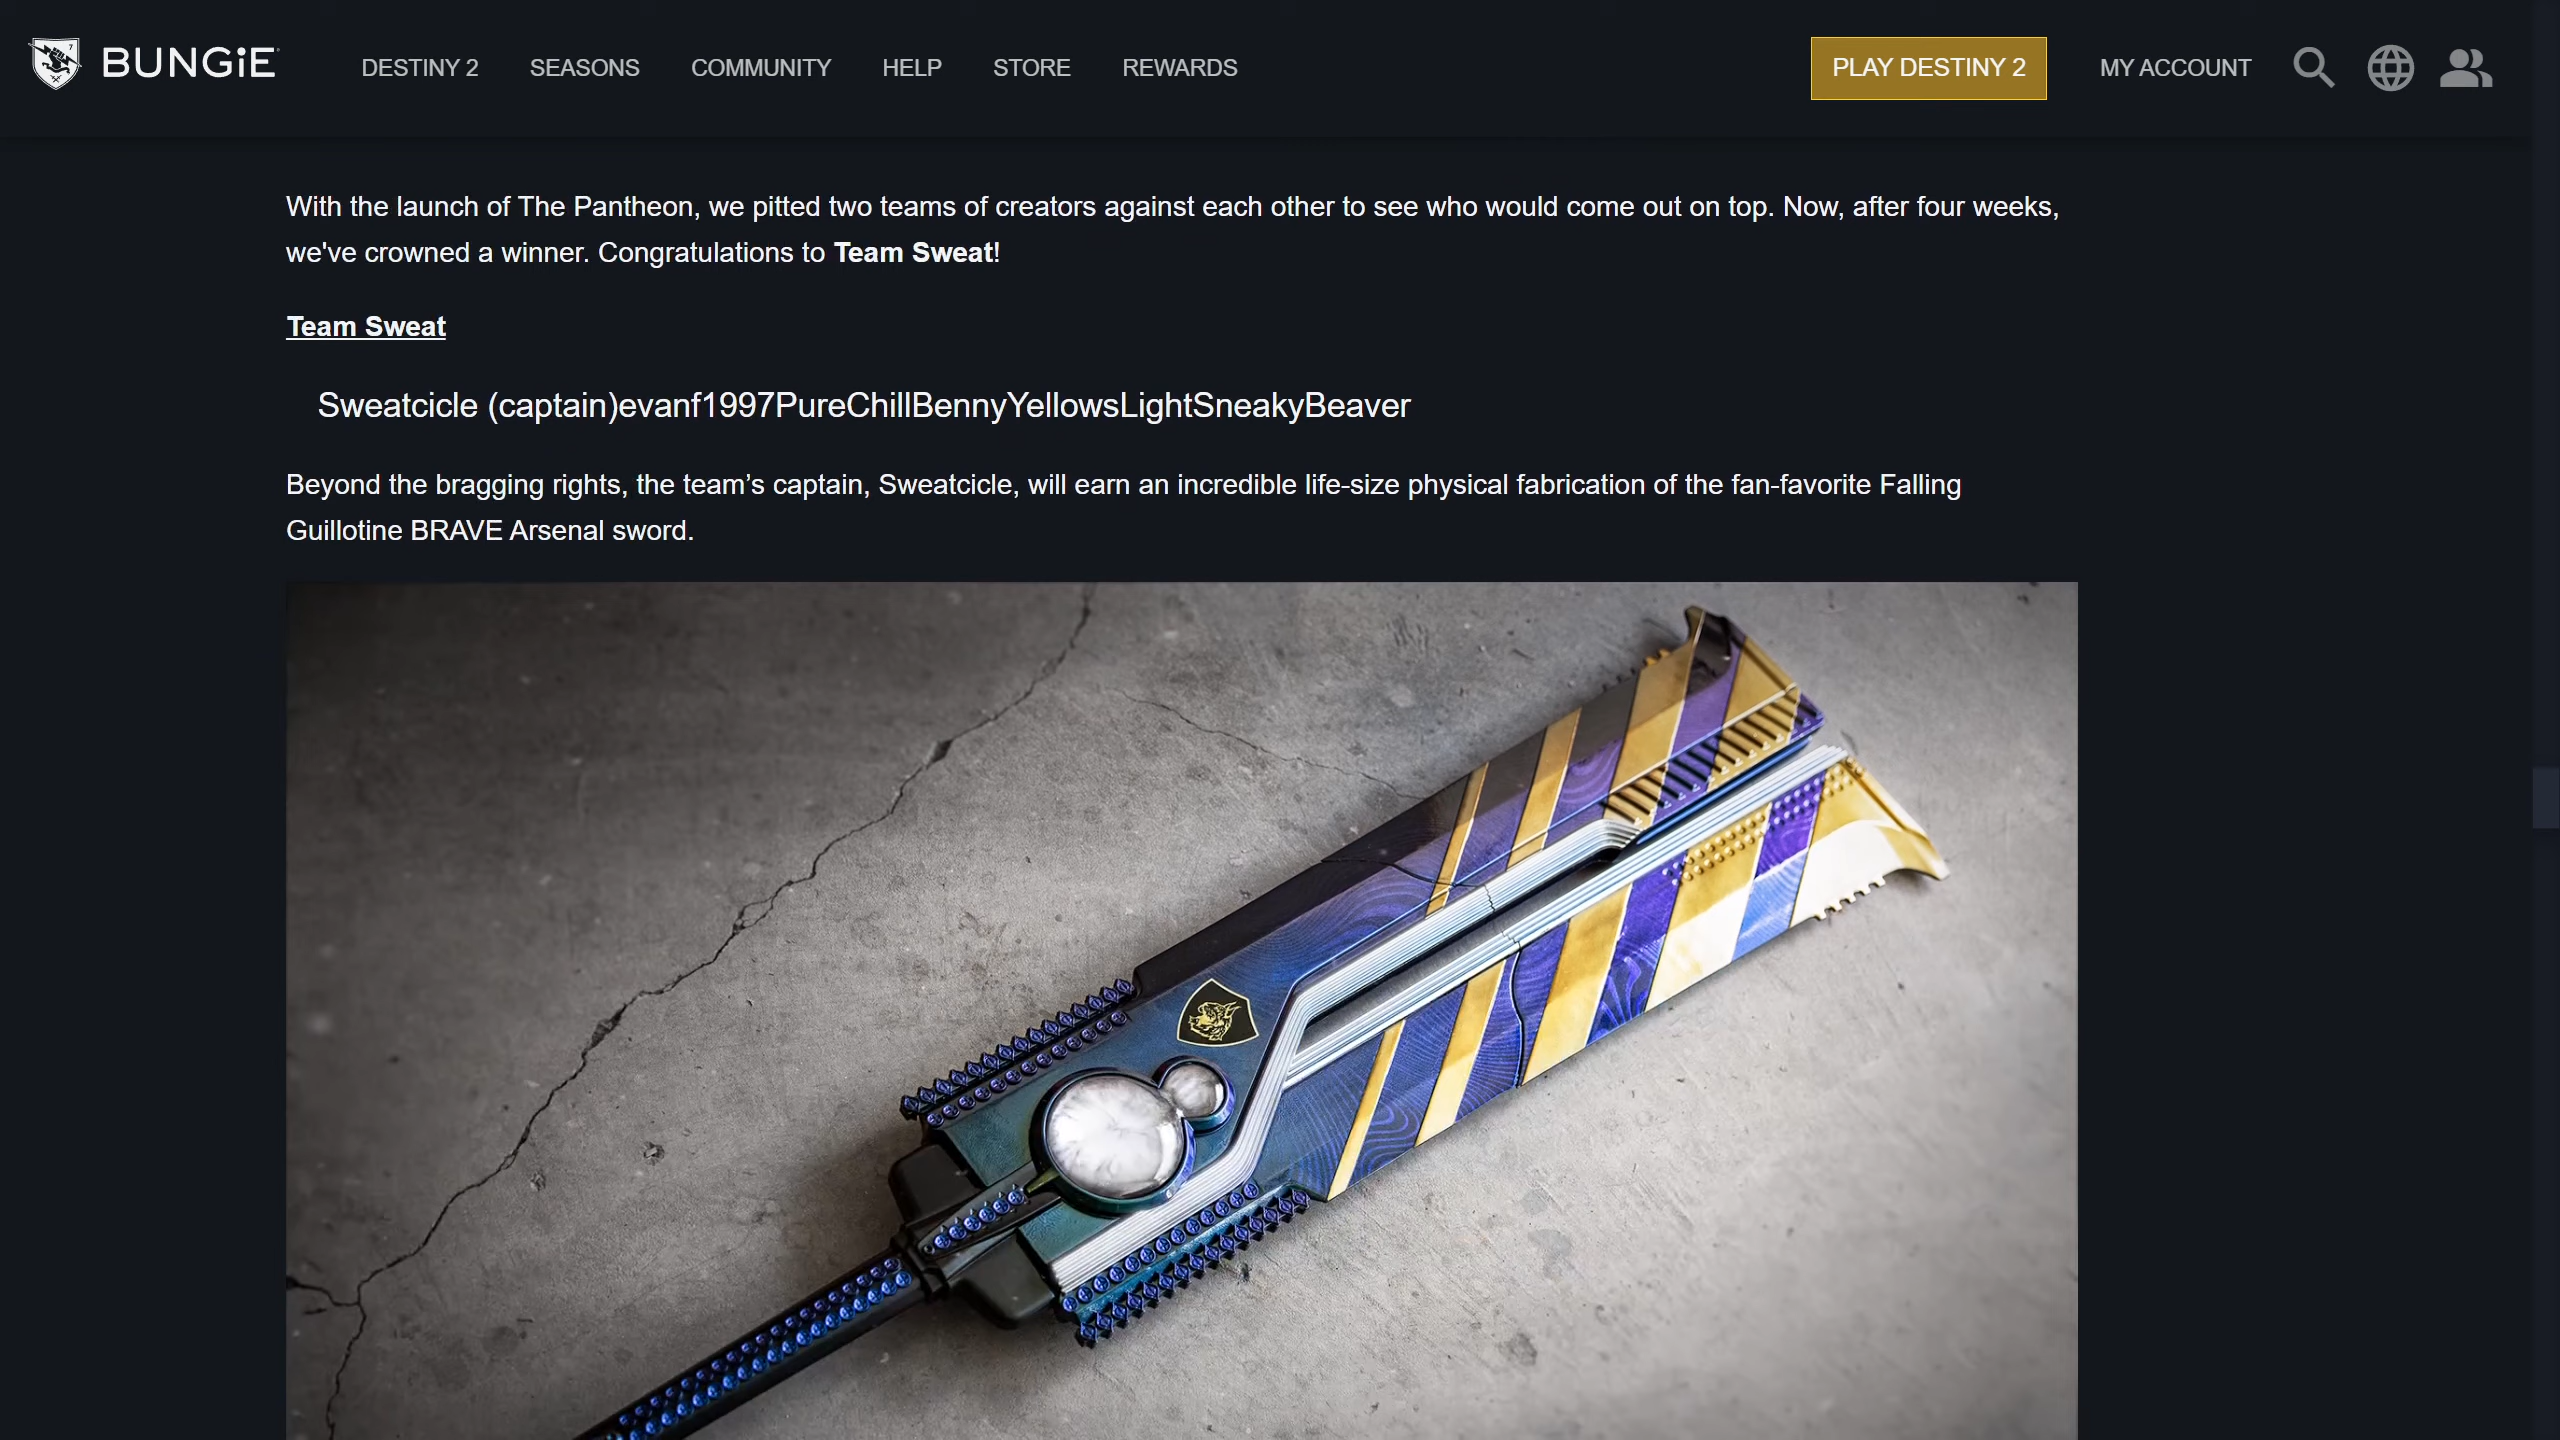 BUNGiE
DESTINY 2
SEASONS
COMMUNITY
HELP
STORE
REWARDS
PLAY DESTINY 2
MY ACCOUNT
With the launch of The Pantheon, we pitted two teams of creators against each other to see who would come out on top. Now, after four weeks,
we've crowned a winner. Congratulations to Team Sweat!
Team Sweat
Sweatcicle (captain)evanf1997PureChillBennyYellowsLightSneakyBeaver
Beyond the bragging rights, the team’s captain, Sweatcicle, will earn an incredible life-size physical fabrication of the fan-favorite Falling
Guillotine BRAVE Arsenal sword.